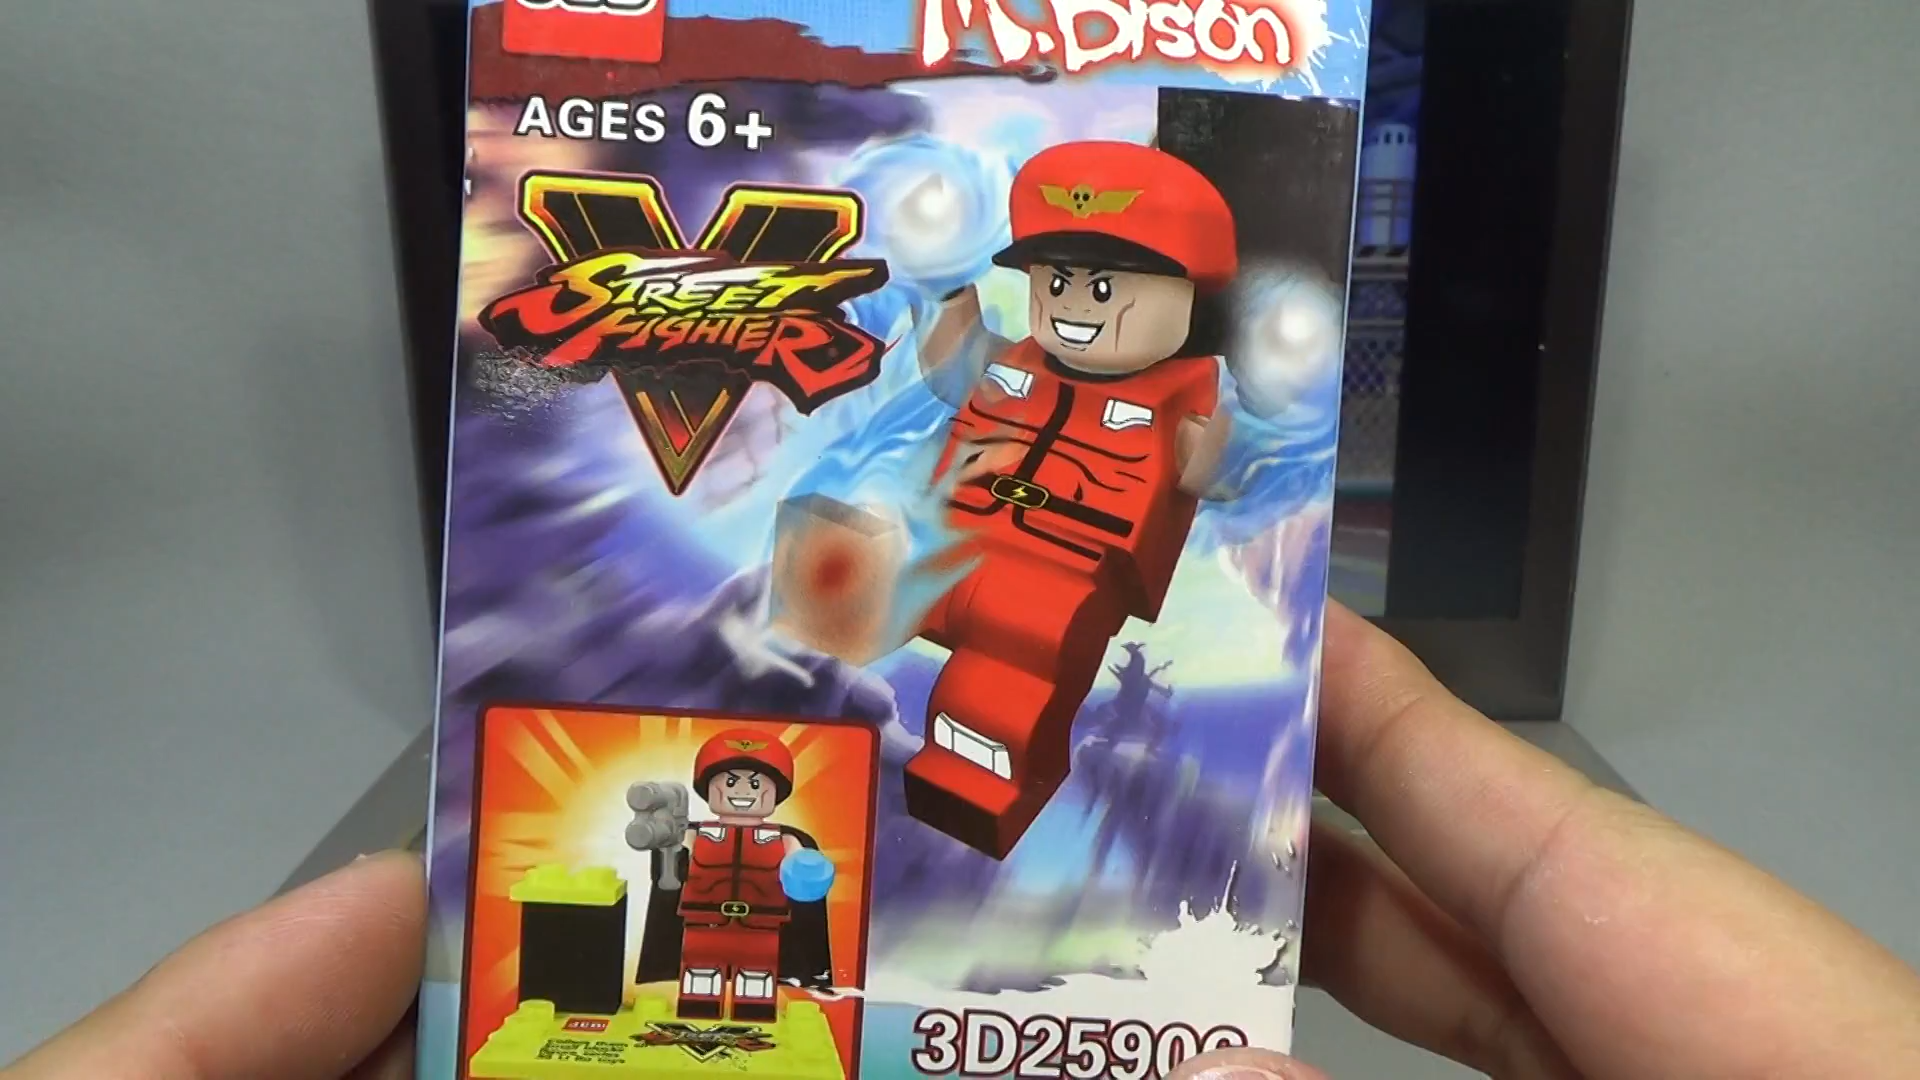 M.Bison
AGES 6+
V
STREET
FIGHTER
3D2590